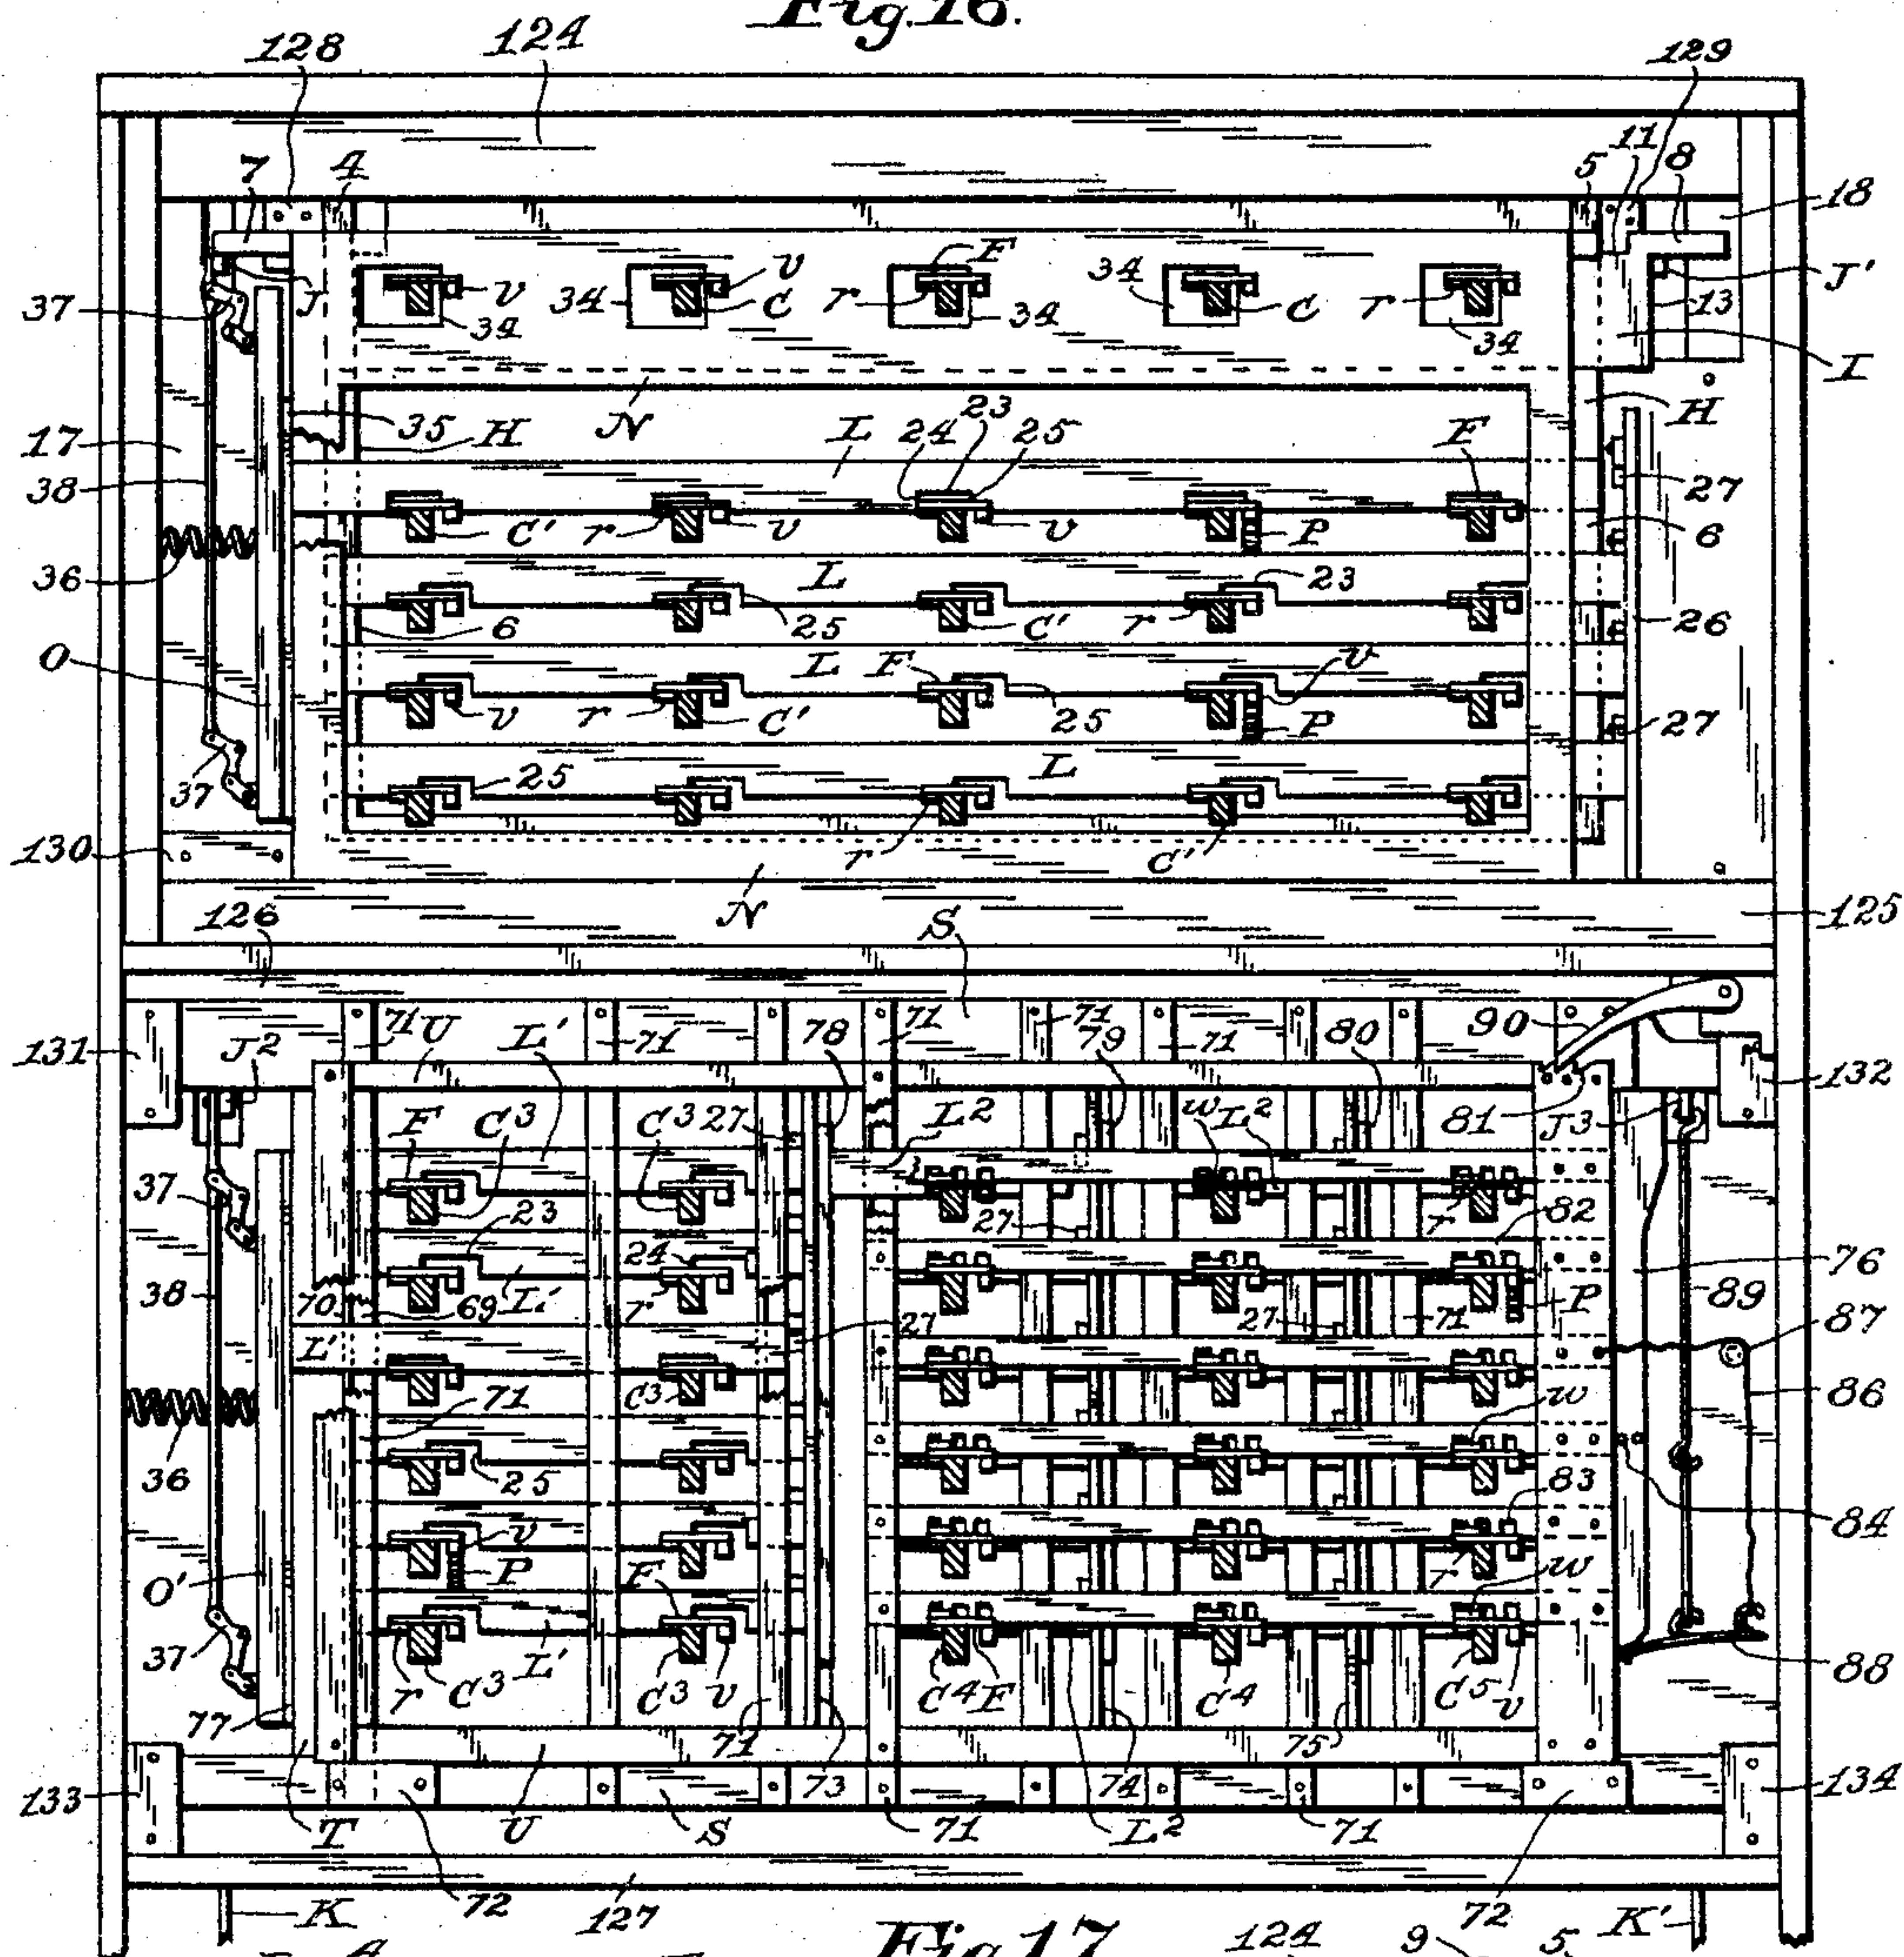 Fig. 16.
128 124 129
7 4 5 11 8 18
F v v 34 r C 34 C r J'
37 J 34 34 34 34 13
I
N 35 H 24 23 25 L F H
17
38 27
C' r v v P 6
36 L 23
6 25 C' r 26
O L F v
v r C' 25 P 27
37 25 L
130 r C'
N
126 S 125
71 U L' 71 78 71 71 79 71 80 90
131 J2 132
F C3 C3 27 L2 w L2 81 J3
37 23 27 r 82
24 76
38 70 69 L' r 27 71 P 89
L' 27 87
C3 w 86
71
36 25 83
v 84
O' P F r w
37 L'
r C3 C3 v C4 F C4 C5 v 88
77 71 73 74 75
133 134
T U S 71 L2 71
72 127 72
K K'
Fig. 17
124 9 5